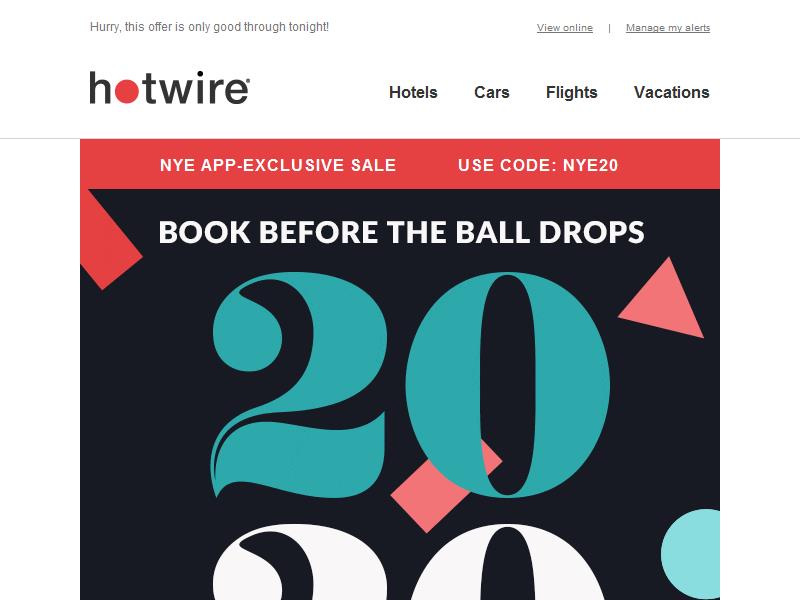 Hurry, this offer is only good through tonight!
View online | Manage my alerts
hotwire
Hotels Cars Flights Vacations
NYE APP-EXCLUSIVE SALE USE CODE: NYE20
BOOK BEFORE THE BALL DROPS
20
20